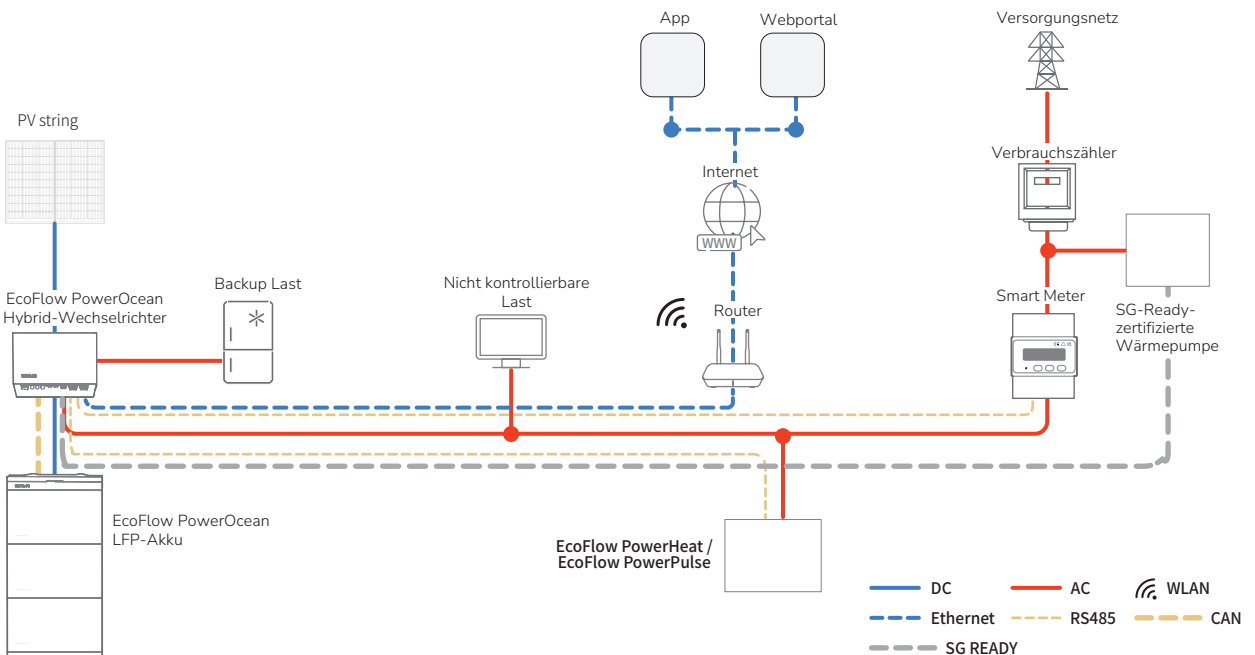 App
Webportal
Versorgungsnetz
PV string
Verbrauchszähler
Internet
WWW
EcoFlow PowerOcean
Hybrid-Wechselrichter
Backup Last
Nicht kontrollierbare
Last
Router
Smart Meter
SG-Ready-
zertifizierte
Wärmepumpe
EcoFlow PowerOcean
LFP-Akku
EcoFlow PowerHeat /
EcoFlow PowerPulse
DC
AC
WLAN
Ethernet
RS485
CAN
SG READY